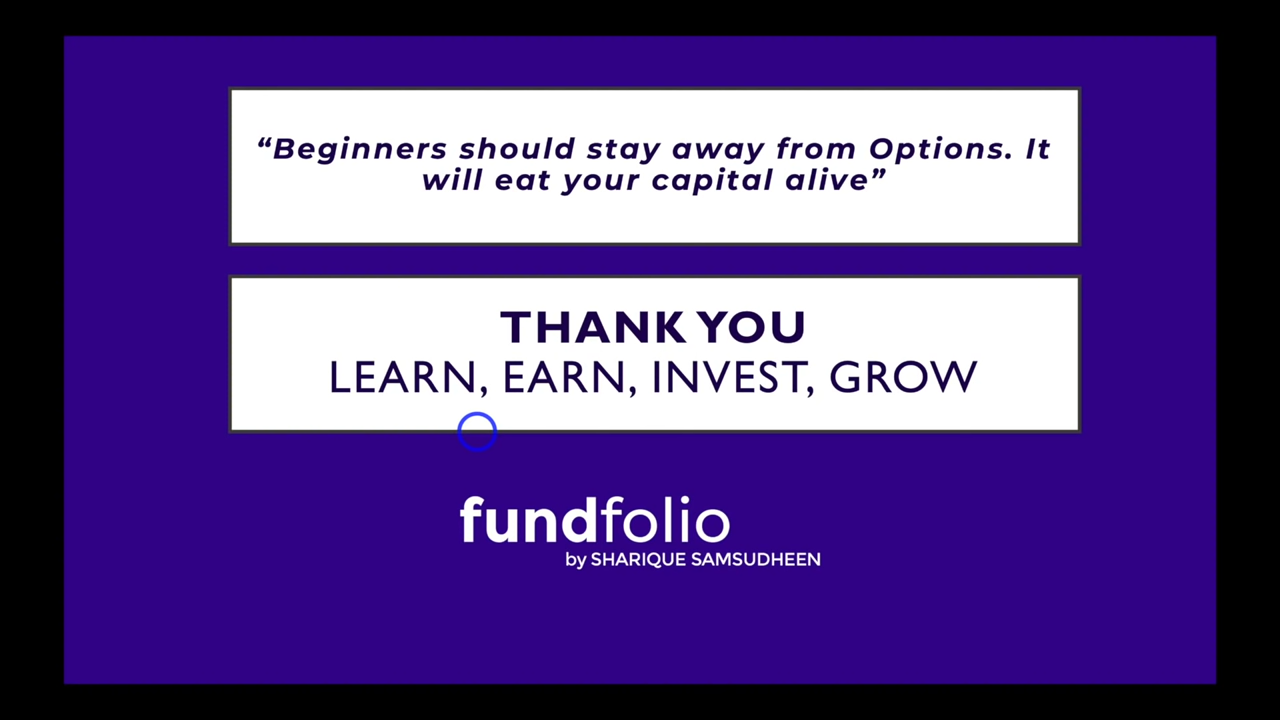 “Beginners should stay away from Options. It
will eat your capital alive”
THANK YOU
LEARN, EARN, INVEST, GROW
fundfolio
by SHARIQUE SAMSUDHEEN